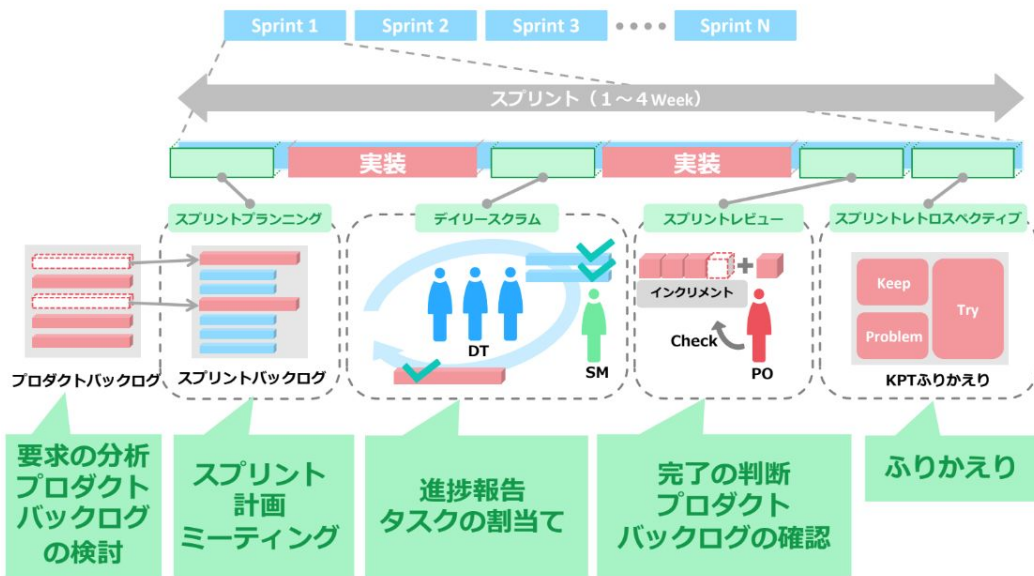 Sprint 1
Sprint 2
Sprint 3
Sprint N
スプリント（1～4 Week）
実装
実装
スプリントプランニング
デイリースクラム
スプリントレビュー
スプリントレトロスペクティブ
プロダクトバックログ
スプリントバックログ
DT
SM
インクリメント
Check
PO
Keep
Problem
Try
KPTふりかえり
要求の分析
プロダクト
バックログ
の検討
スプリント
計画
ミーティング
進捗報告
タスクの割当て
完了の判断
プロダクト
バックログの確認
ふりかえり